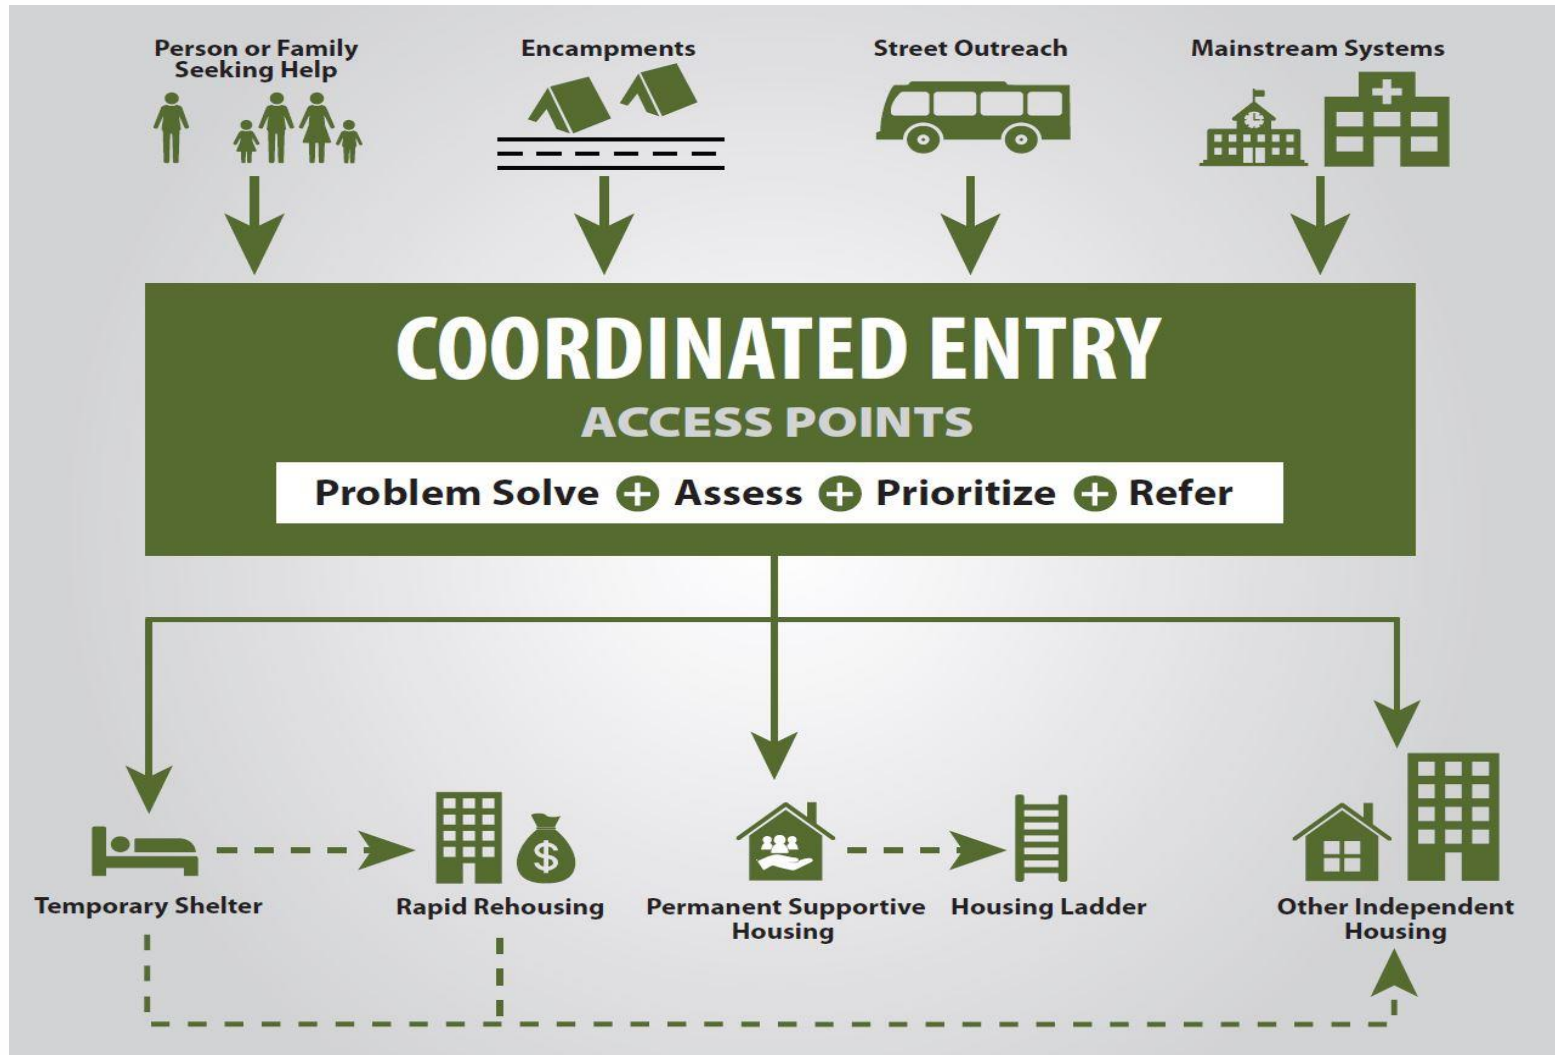 Person or Family
Seeking Help
Encampments
Street Outreach
Mainstream Systems
COORDINATED ENTRY
ACCESS POINTS
Problem Solve + Assess + Prioritize + Refer
$
Temporary Shelter
Rapid Rehousing
Permanent Supportive
Housing
Housing Ladder
Other Independent
Housing